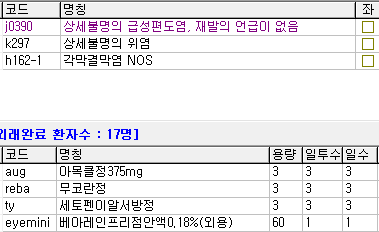 코드 명칭 좌
j0390 상세불명의 급성편도염, 재발의 언급이 없음
k297 상세불명의 위염
h162-1 각막결막염 NOS
외래완료 환자수 : 17명]
코드 명칭 용량 일투수 일수
aug 아목클정375mg 3 3 3
reba 무코란정 3 3 3
ty 세토펜이알서방정 3 3 3
eyemini 베아레인프리점안액0,18%(외용) 60 1 1